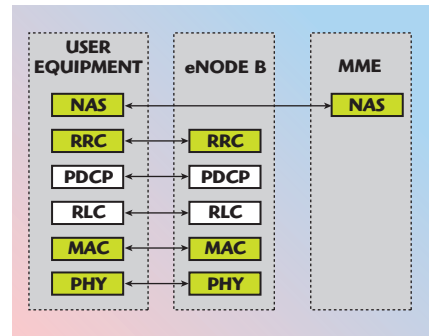 USER
EQUIPMENT
eNODE B
MME
NAS
NAS
RRC
RRC
PDCP
PDCP
RLC
RLC
MAC
MAC
PHY
PHY